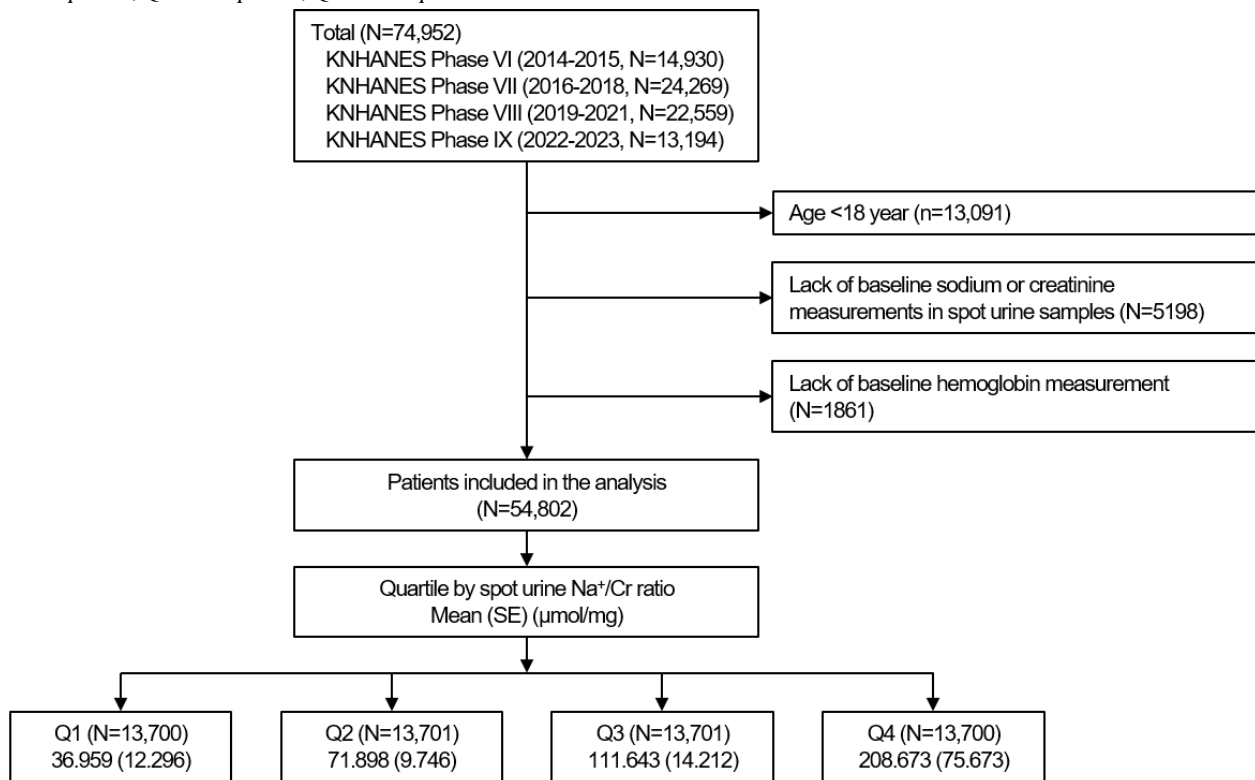 Total (N=74,952)
KNHANES Phase VI (2014-2015, N=14,930)
KNHANES Phase VII (2016-2018, N=24,269)
KNHANES Phase VIII (2019-2021, N=22,559)
KNHANES Phase IX (2022-2023, N=13,194)
Age <18 year (n=13,091)
Lack of baseline sodium or creatinine
measurements in spot urine samples (N=5198)
Lack of baseline hemoglobin measurement
(N=1861)
Patients included in the analysis
(N=54,802)
Quartile by spot urine Na⁺/Cr ratio
Mean (SE) (μmol/mg)
Q1 (N=13,700)
36.959 (12.296)
Q2 (N=13,701)
71.898 (9.746)
Q3 (N=13,701)
111.643 (14.212)
Q4 (N=13,700)
208.673 (75.673)